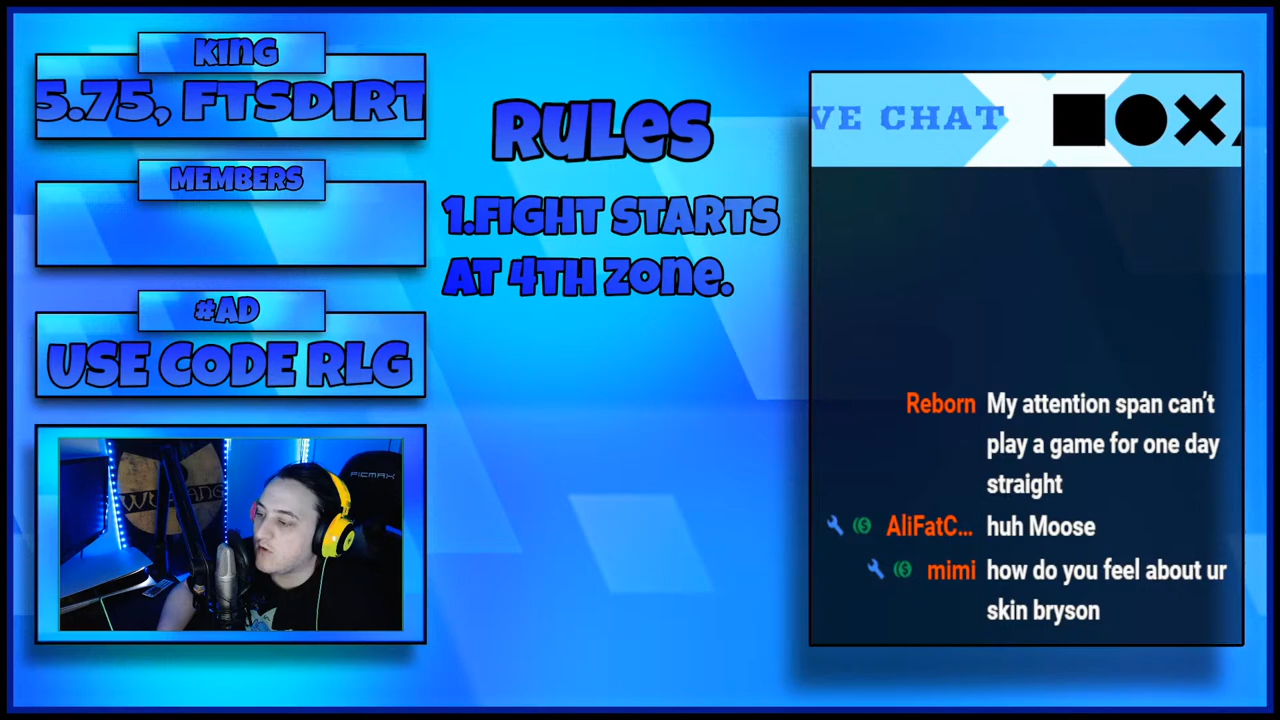 KING
5.75, FTSDIRT
MEMBERS
#AD
USE CODE RLG
FICMAX
RULES
1.FIGHT STARTS
AT 4TH ZONE.
VE CHAT
Reborn My attention span can't
play a game for one day
straight
AliFatC... huh Moose
mimi how do you feel about ur
skin bryson